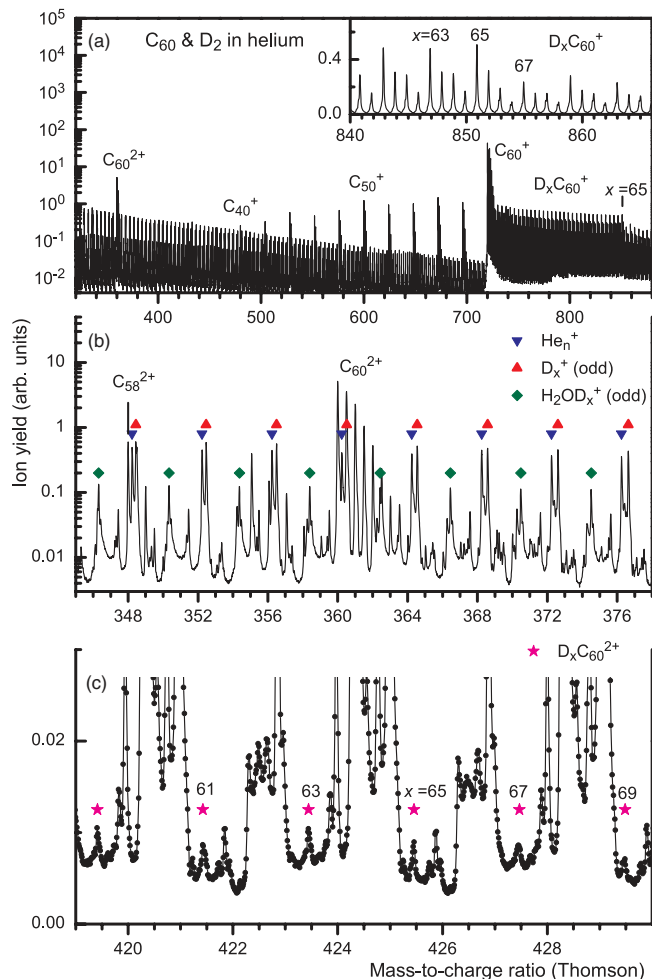 (a)
C60 & D2 in helium
DxC60+
x=63
65
67
0.4
0.0
840
850
860
10^5
10^4
10^3
10^2
10^1
10^0
10^-1
10^-2
C60^2+
C40+
C50+
C60+
DxC60+
x =65
400
500
600
700
800
(b)
C58^2+
C60^2+
Hen+
Dx+ (odd)
H2ODx+ (odd)
Ion yield (arb. units)
1
0.1
0.01
348
352
356
360
364
368
372
376
(c)
DxC60^2+
0.02
0.00
61
63
x =65
67
69
420
422
424
426
428
Mass-to-charge ratio (Thomson)